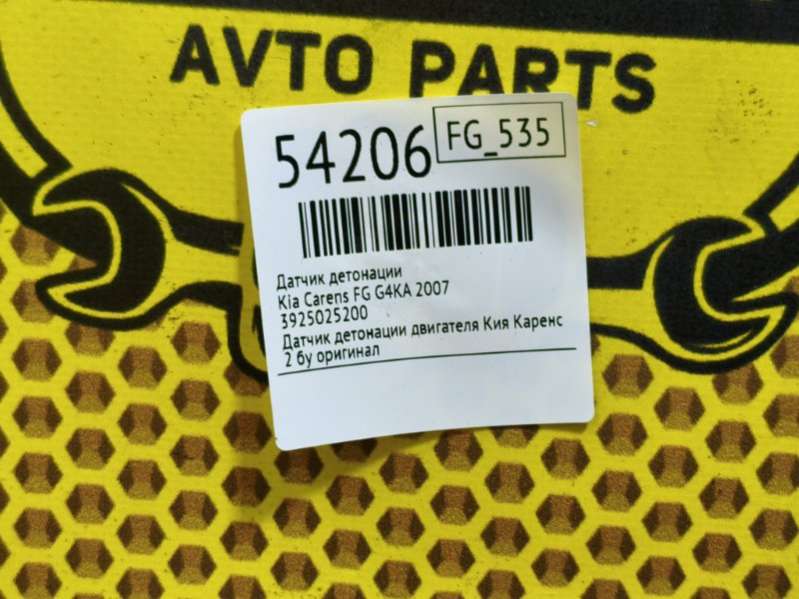 AVTO PARTS
54206
FG_535
Датчик детонации
Kia Carens FG G4KA 2007
3925025200
Датчик детонации двигателя Кия Каренс
2 бу оригинал